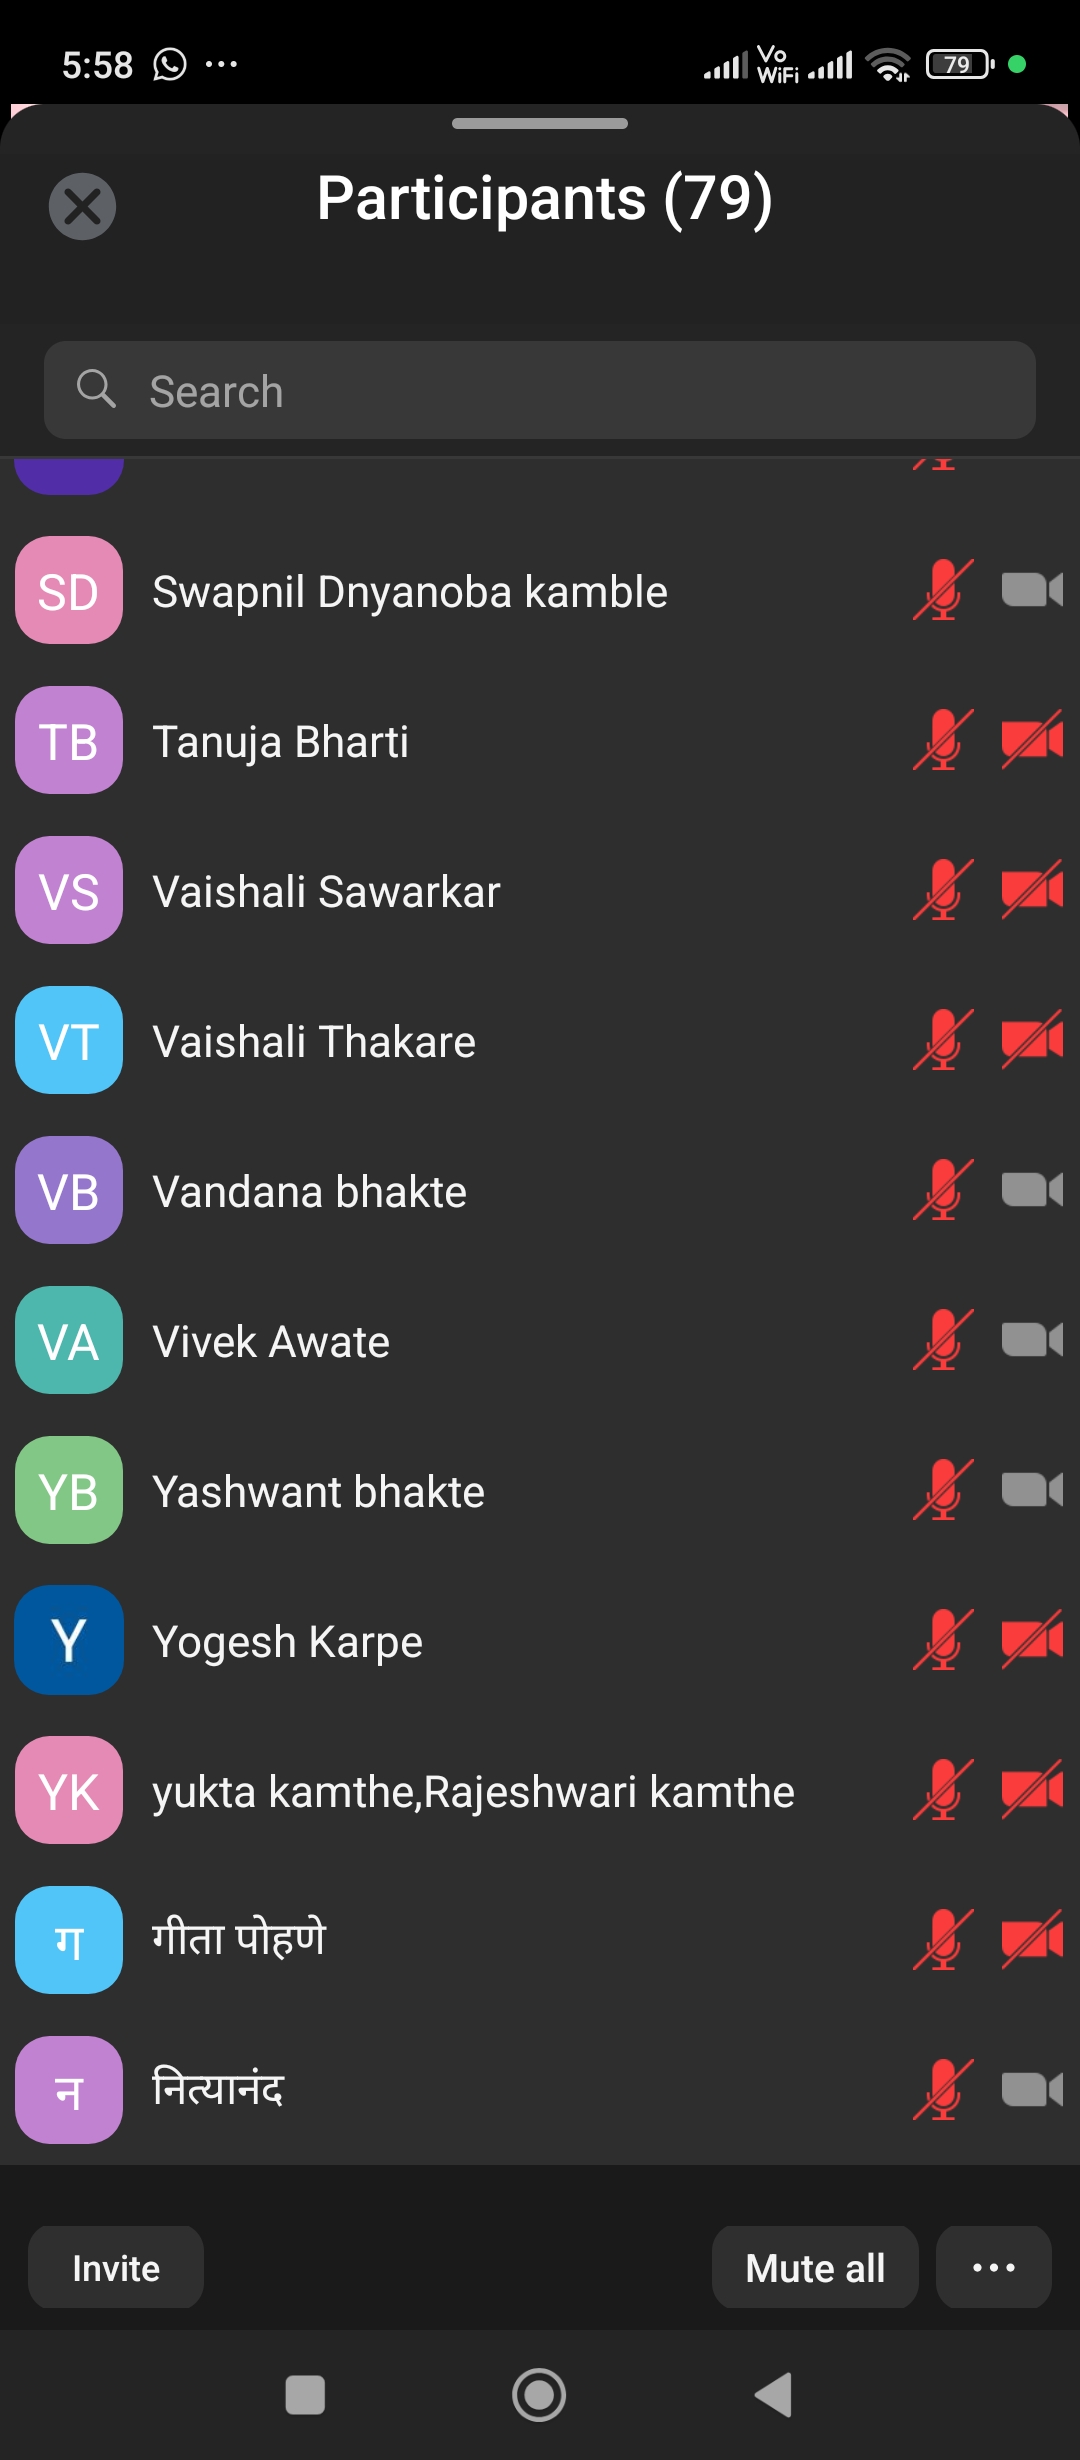 5:58
Vo
WiFi
79
Participants (79)
Search
SD Swapnil Dnyanoba kamble
TB Tanuja Bharti
VS Vaishali Sawarkar
VT Vaishali Thakare
VB Vandana bhakte
VA Vivek Awate
YB Yashwant bhakte
Y Yogesh Karpe
YK yukta kamthe,Rajeshwari kamthe
ग गीता पोहणे
न नित्यानंद
Invite Mute all